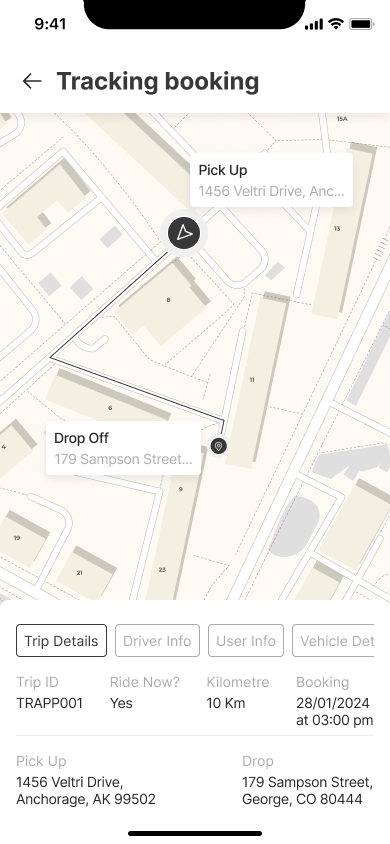 9:41
Tracking booking
15A
Pick Up
1456 Veltri Drive, Anc...
13
8
11
6
Drop Off
179 Sampson Street...
4
9
19
21
23
Trip Details
Driver Info
User Info
Vehicle Det
Trip ID
Ride Now?
Kilometre
Booking
TRAPP001
Yes
10 Km
28/01/2024
at 03:00 pm
Pick Up
Drop
1456 Veltri Drive,
179 Sampson Street,
Anchorage, AK 99502
George, CO 80444